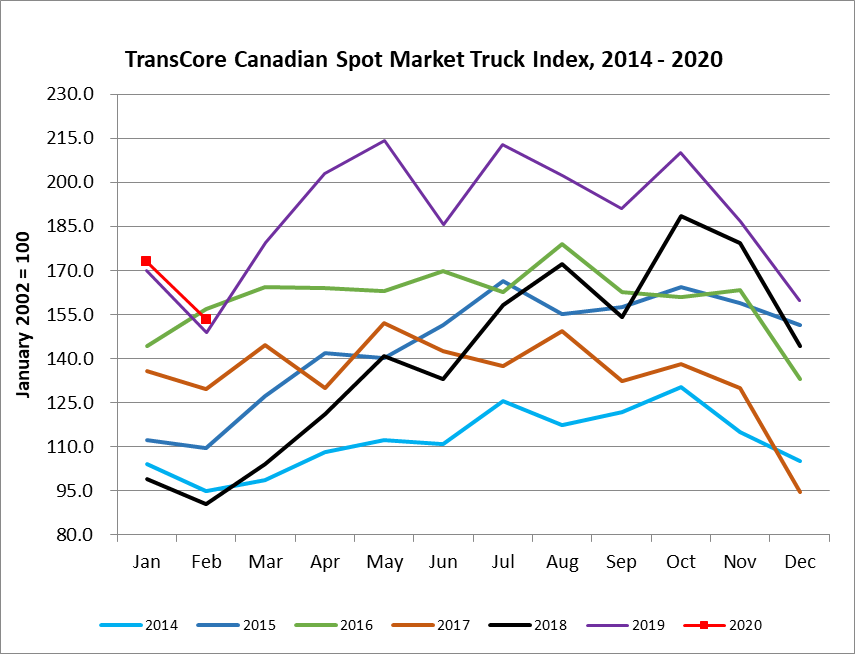 TransCore Canadian Spot Market Truck Index, 2014 - 2020
January 2002 = 100
230.0
215.0
200.0
185.0
170.0
155.0
140.0
125.0
110.0
95.0
80.0
Jan Feb Mar Apr May Jun Jul Aug Sep Oct Nov Dec
2014 2015 2016 2017 2018 2019 2020